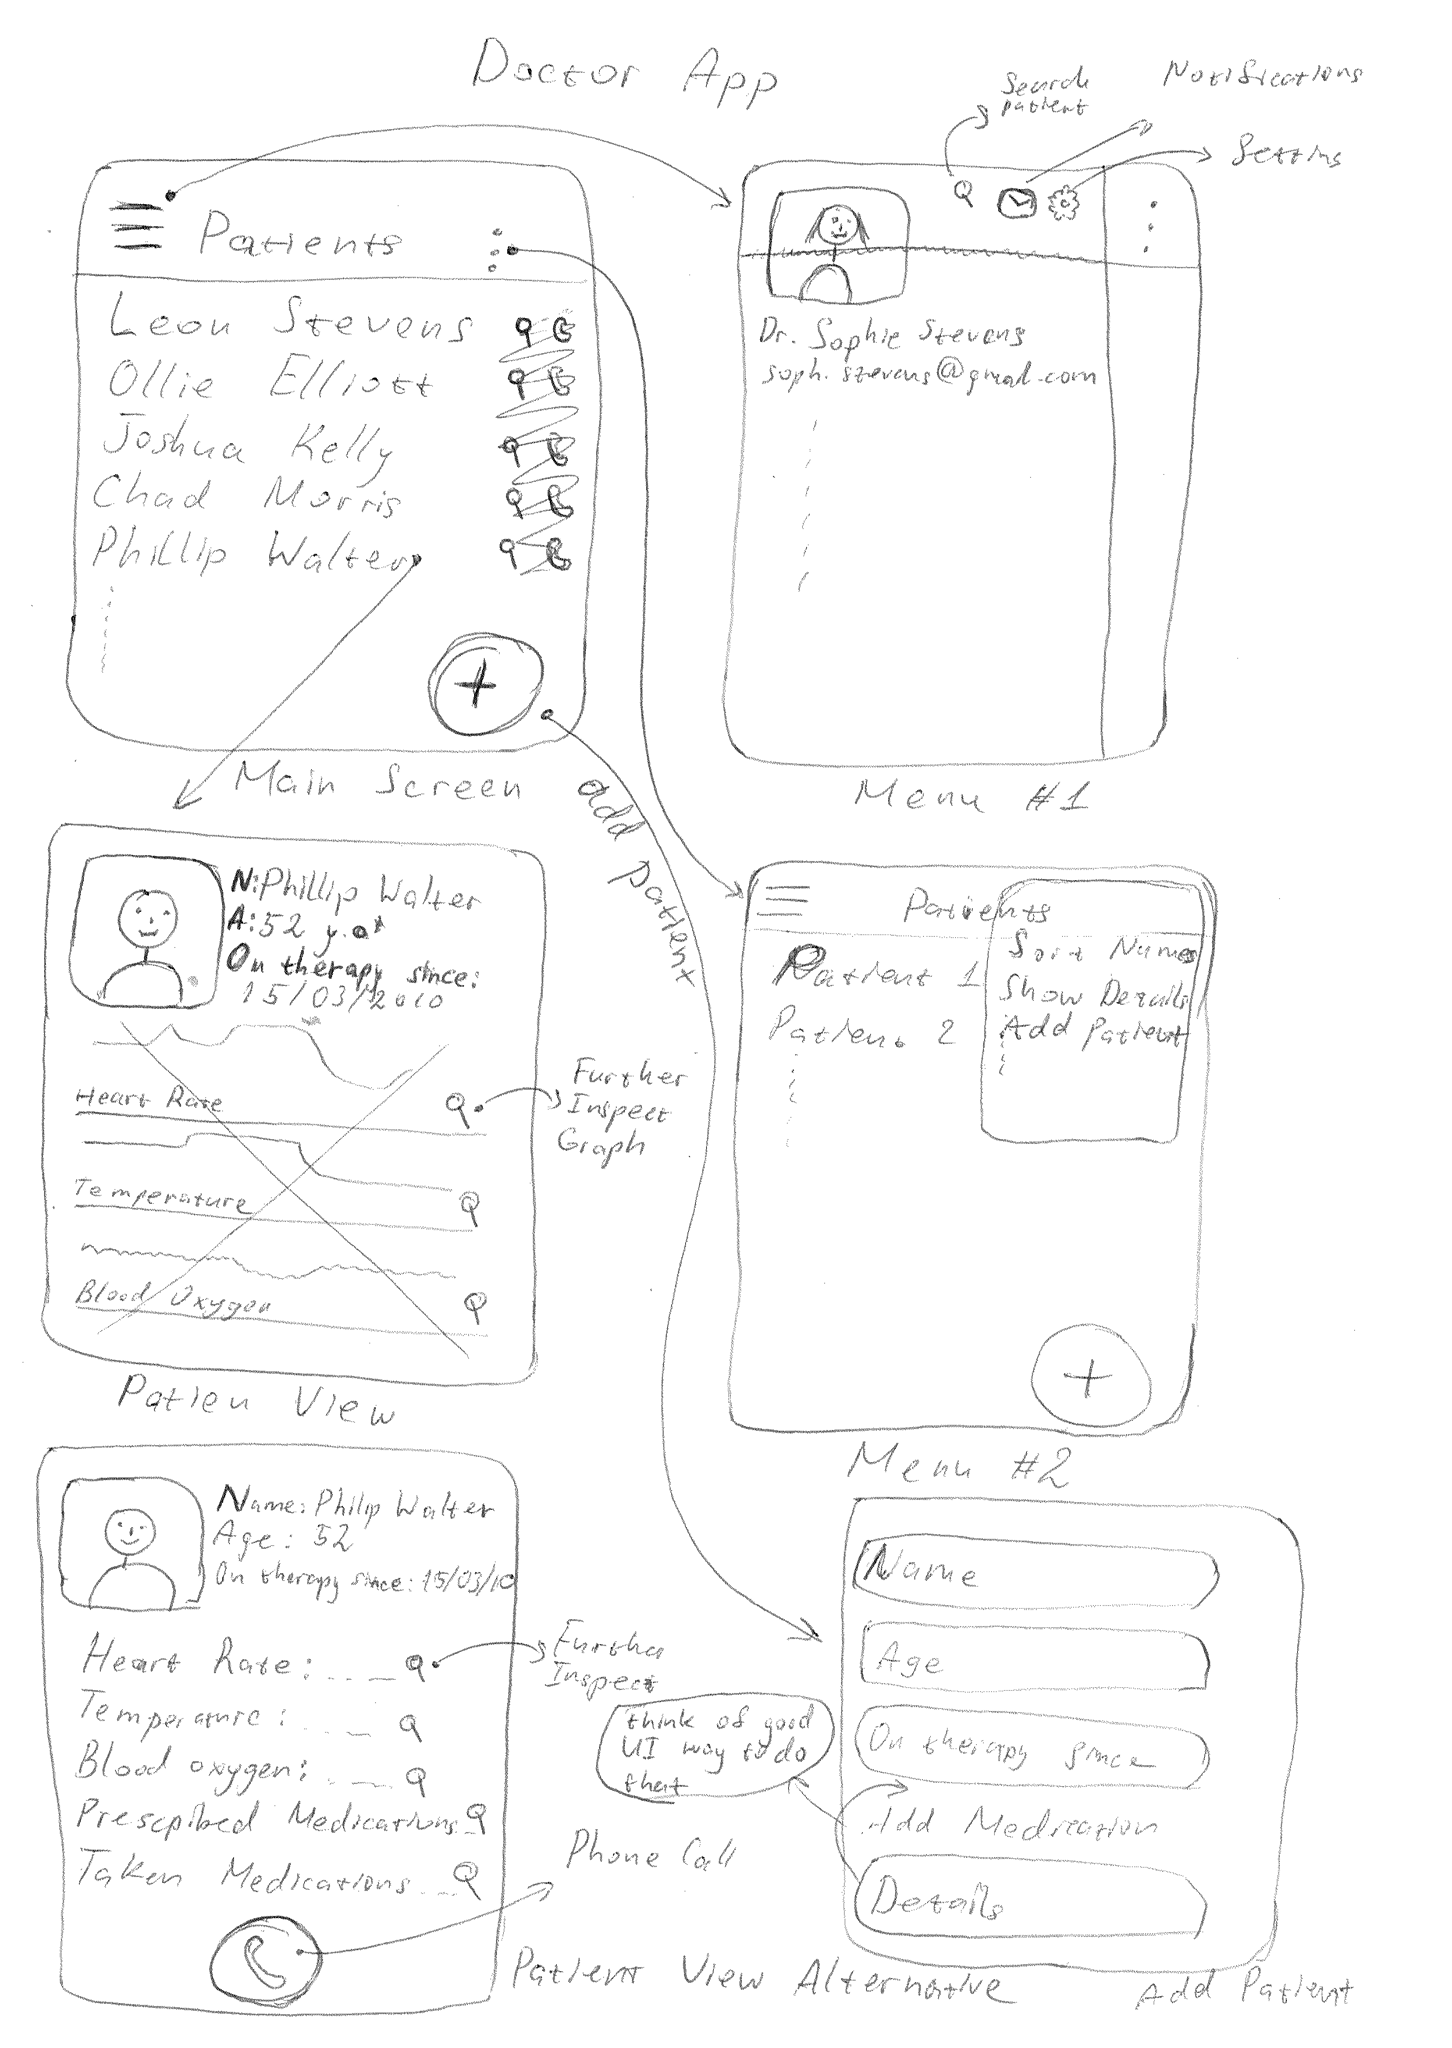 Doctor App
Search
patient
Notifications
Settins
Patients
Leon Stevens
Ollie Elliott
Joshua Kelly
Chad Morris
Phillip Walter
+
Main Screen
add patient
Dr. Sophie Stevens
soph.stevens@gmail.com
Menu #1
N: Phillip Walter
A: 52 y.o
On therapy since:
15/03/2010
Heart Rate
Temperature
Blood Oxygen
Further
Inspect
Graph
Patien View
Patients
Patient 1
Patient 2
Sort Names
Show Details
Add Patient
+
Menu #2
Name: Philip Walter
Age: 52
On therapy since: 15/03/10
Heart Rate:
Temperature:
Blood oxygen:
Prescpibed Medications
Taken Medications
Further
Inspect
Phone Call
Patient View Alternative
Name
Age
On therapy since
Add Medication
Details
think of good
UI way to do
that
Add Patient